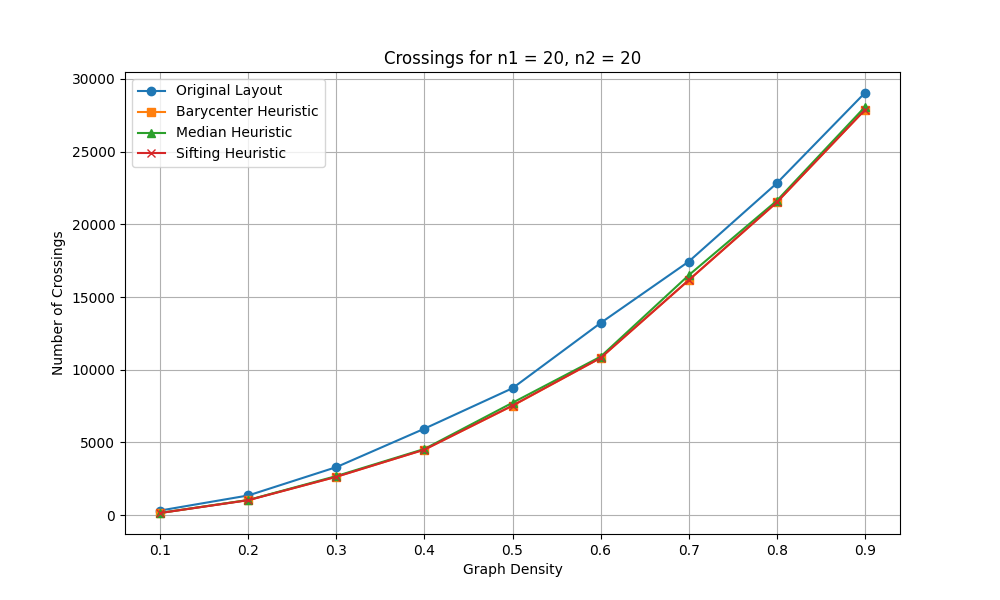 Crossings for n1 = 20, n2 = 20
Original Layout
Barycenter Heuristic
Median Heuristic
Sifting Heuristic
Number of Crossings
30000
25000
20000
15000
10000
5000
0
0.1 0.2 0.3 0.4 0.5 0.6 0.7 0.8 0.9
Graph Density